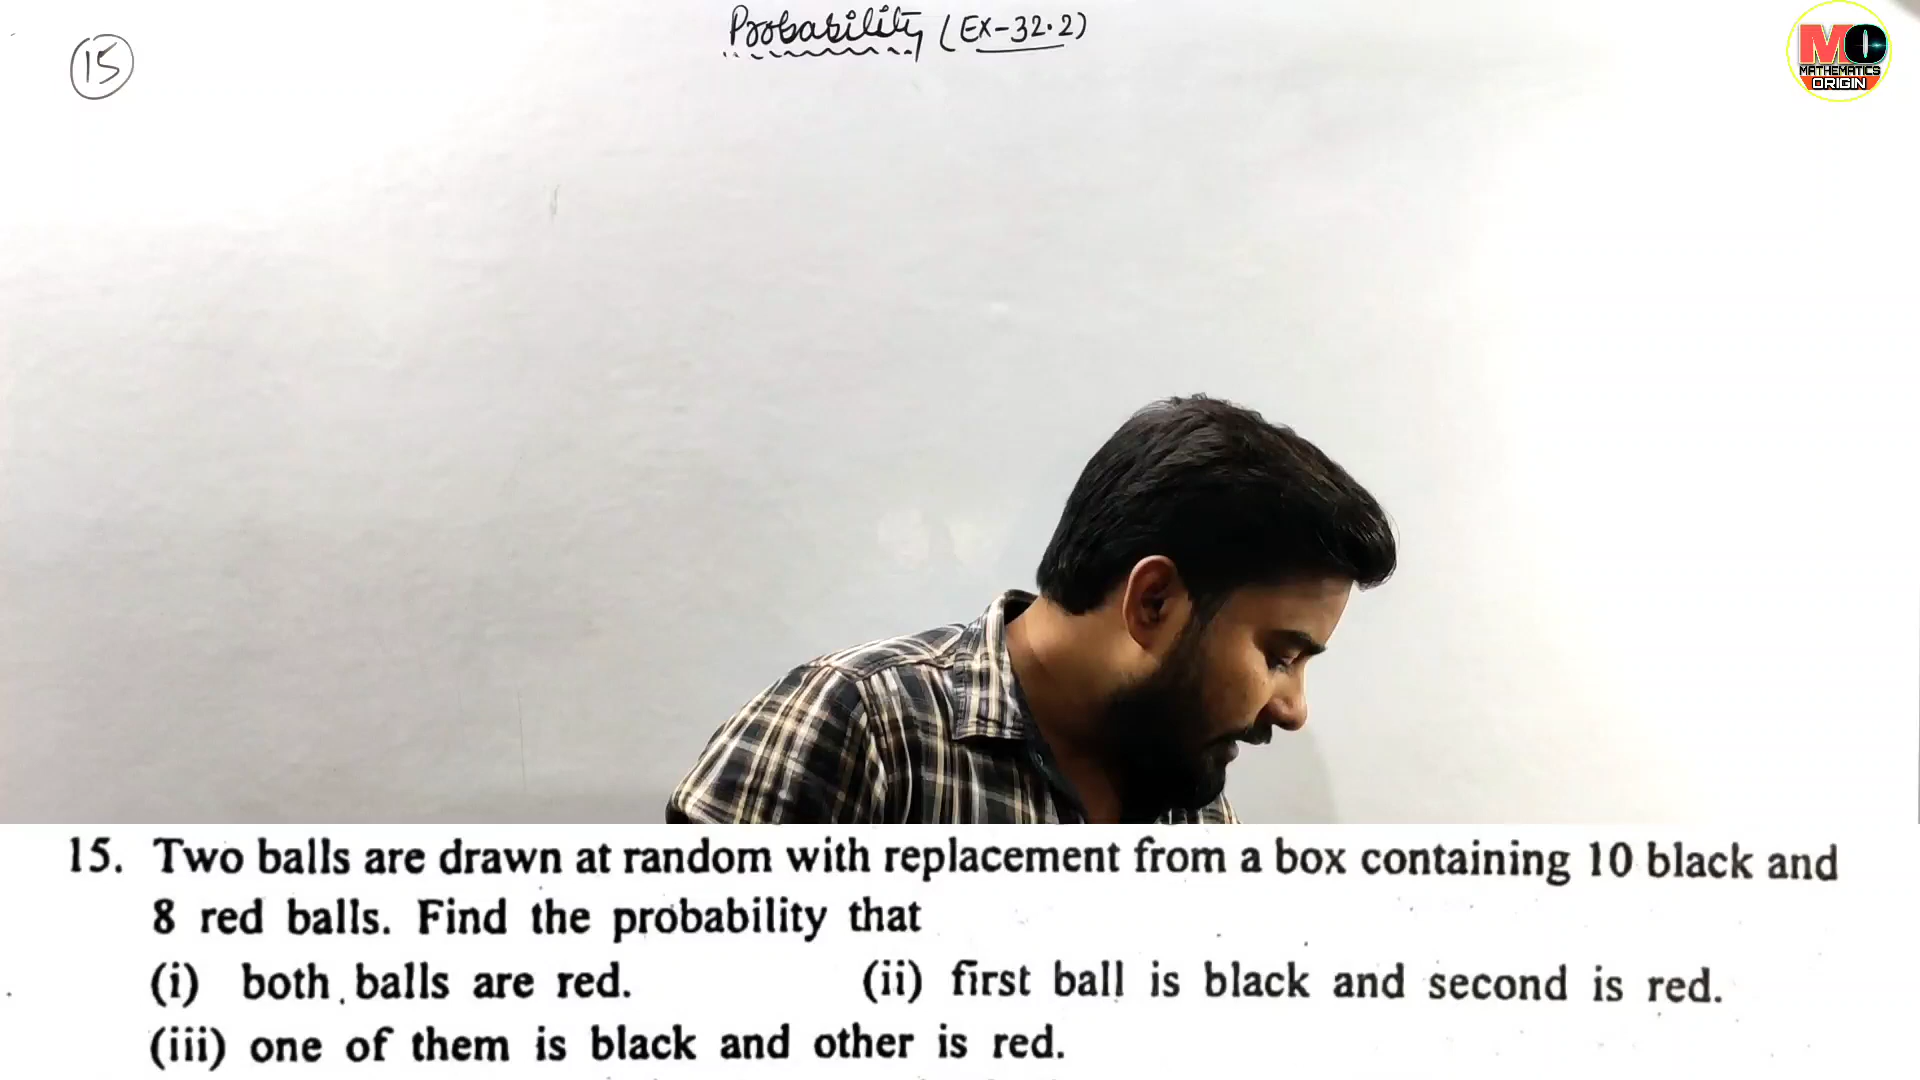 Probability (Ex-32.2)
15
MO
MATHEMATICS
ORIGIN
15. Two balls are drawn at random with replacement from a box containing 10 black and
8 red balls. Find the probability that
(i) both balls are red. (ii) first ball is black and second is red.
(iii) one of them is black and other is red.